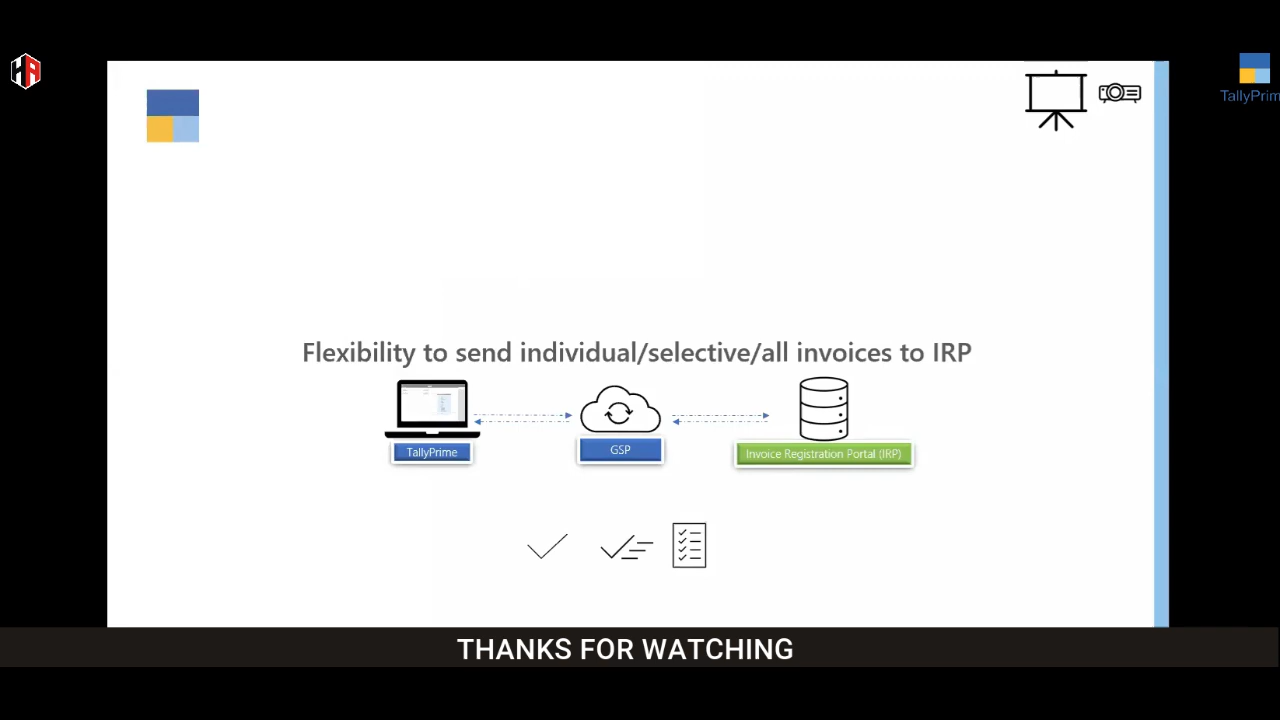 HA
TallyPrim
Flexibility to send individual/selective/all invoices to IRP
TallyPrime
GSP
Invoice Registration Portal (IRP)
THANKS FOR WATCHING